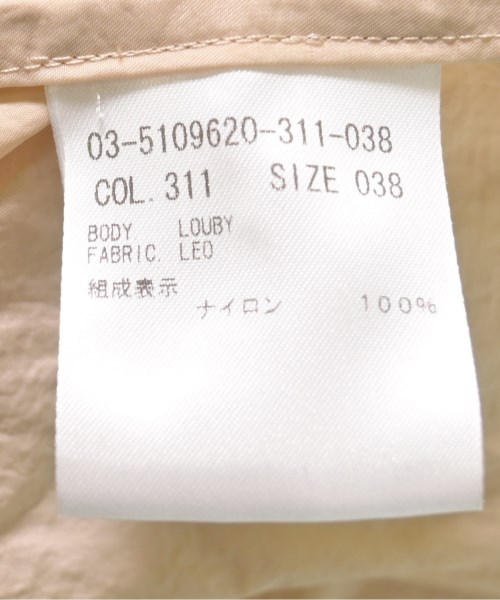 03-5109620-311-038
COL. 311 SIZE 038
BODY LOUBY
FABRIC. LEO
組成表示
ナイロン 100%